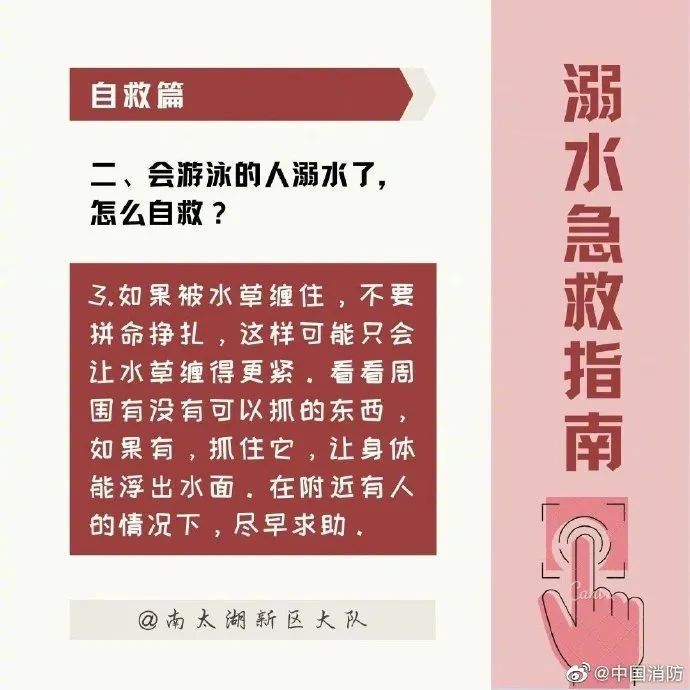 自救篇
二、会游泳的人溺水了,
怎么自救？
3.如果被水草缠住，不要
拼命挣扎，这样可能只会
让水草缠得更紧．看看周
围有没有可以抓的东西，
如果有，抓住它，让身体
能浮出水面．在附近有人
的情况下，尽早求助．
@南太湖新区大队
溺水急救指南
Canva
@中国消防